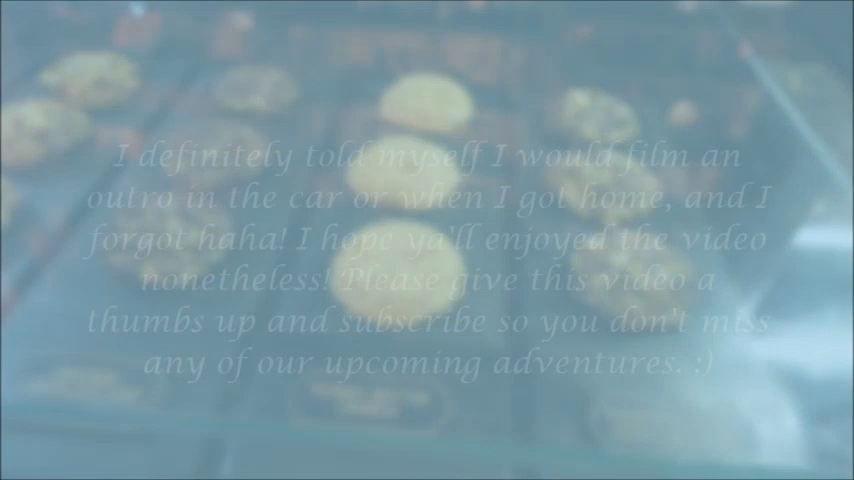 I definitely told myself I would film an
outro in the car or when I got home, and I
forgot haha! I hope ya'll enjoyed the video
nonetheless! Please give this video a
thumbs up and subscribe so you don't miss
any of our upcoming adventures. :)